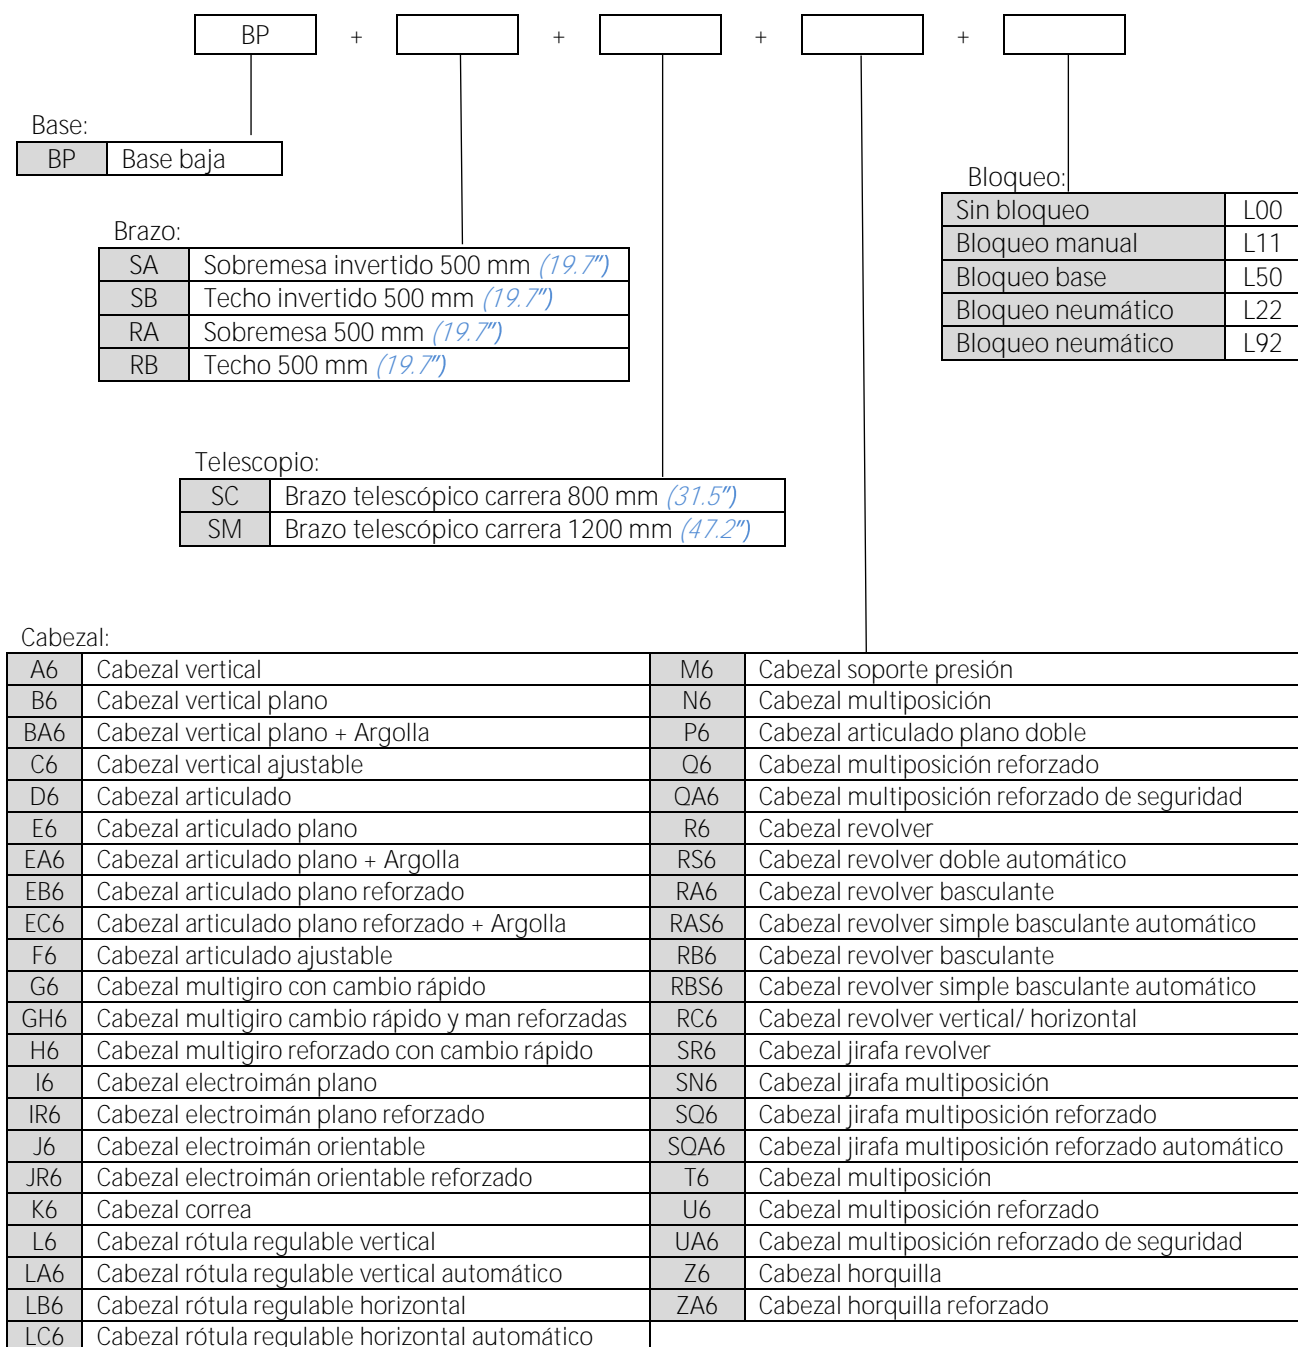 BP + + + +
Base:
BP Base baja
Bloqueo:
Sin bloqueo L00
Bloqueo manual L11
Bloqueo base L50
Bloqueo neumático L22
Bloqueo neumático L92
Brazo:
SA Sobremesa invertido 500 mm (19.7")
SB Techo invertido 500 mm (19.7")
RA Sobremesa 500 mm (19.7")
RB Techo 500 mm (19.7")
Telescopio:
SC Brazo telescópico carrera 800 mm (31.5")
SM Brazo telescópico carrera 1200 mm (47.2")
Cabezal:
A6 Cabezal vertical
B6 Cabezal vertical plano
BA6 Cabezal vertical plano + Argolla
C6 Cabezal vertical ajustable
D6 Cabezal articulado
E6 Cabezal articulado plano
EA6 Cabezal articulado plano + Argolla
EB6 Cabezal articulado plano reforzado
EC6 Cabezal articulado plano reforzado + Argolla
F6 Cabezal articulado ajustable
G6 Cabezal multigiro con cambio rápido
GH6 Cabezal multigiro cambio rápido y man reforzadas
H6 Cabezal multigiro reforzado con cambio rápido
I6 Cabezal electroimán plano
IR6 Cabezal electroimán plano reforzado
J6 Cabezal electroimán orientable
JR6 Cabezal electroimán orientable reforzado
K6 Cabezal correa
L6 Cabezal rótula regulable vertical
LA6 Cabezal rótula regulable vertical automático
LB6 Cabezal rótula regulable horizontal
LC6 Cabezal rótula regulable horizontal automático
M6 Cabezal soporte presión
N6 Cabezal multiposición
P6 Cabezal articulado plano doble
Q6 Cabezal multiposición reforzado
QA6 Cabezal multiposición reforzado de seguridad
R6 Cabezal revolver
RS6 Cabezal revolver doble automático
RA6 Cabezal revolver basculante
RAS6 Cabezal revolver simple basculante automático
RB6 Cabezal revolver basculante
RBS6 Cabezal revolver simple basculante automático
RC6 Cabezal revolver vertical/ horizontal
SR6 Cabezal jirafa revolver
SN6 Cabezal jirafa multiposición
SQ6 Cabezal jirafa multiposición reforzado
SQA6 Cabezal jirafa multiposición reforzado automático
T6 Cabezal multiposición
U6 Cabezal multiposición reforzado
UA6 Cabezal multiposición reforzado de seguridad
Z6 Cabezal horquilla
ZA6 Cabezal horquilla reforzado